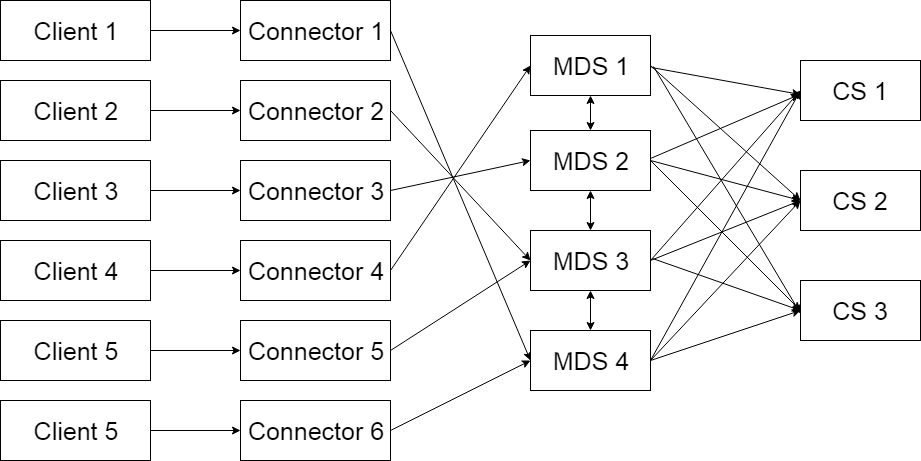 Client 1
Connector 1
MDS 1
CS 1
Client 2
Connector 2
MDS 2
Client 3
Connector 3
CS 2
Client 4
Connector 4
MDS 3
CS 3
Client 5
Connector 5
MDS 4
Client 5
Connector 6